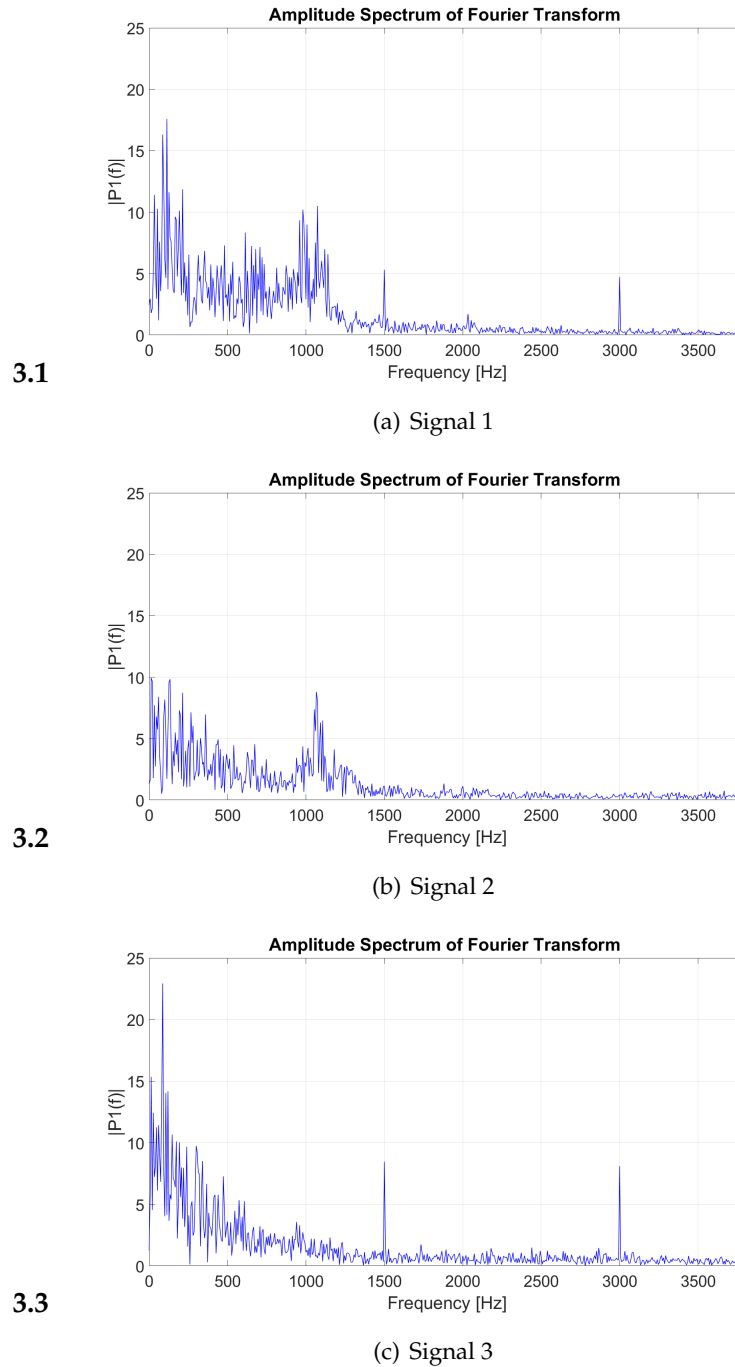 Amplitude Spectrum of Fourier Transform
25
20
15
10
5
0
|P1(f)|
0 500 1000 1500 2000 2500 3000 3500
Frequency [Hz]
3.1
(a) Signal 1
Amplitude Spectrum of Fourier Transform
25
20
15
10
5
0
|P1(f)|
0 500 1000 1500 2000 2500 3000 3500
Frequency [Hz]
3.2
(b) Signal 2
Amplitude Spectrum of Fourier Transform
25
20
15
10
5
0
|P1(f)|
0 500 1000 1500 2000 2500 3000 3500
Frequency [Hz]
3.3
(c) Signal 3